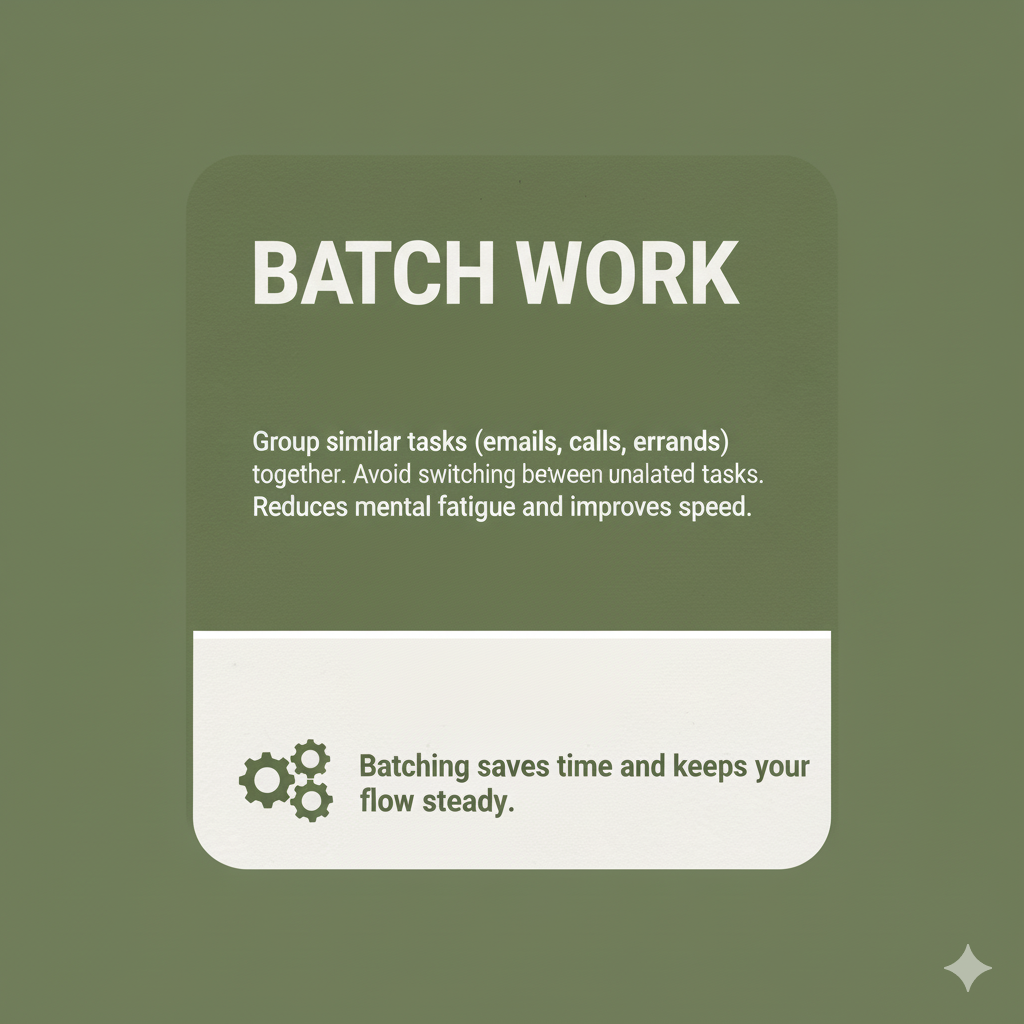 BATCH WORK
Group similar tasks (emails, calls, errands)
together. Avoid switching between unalated tasks.
Reduces mental fatigue and improves speed.
Batching saves time and keeps your
flow steady.